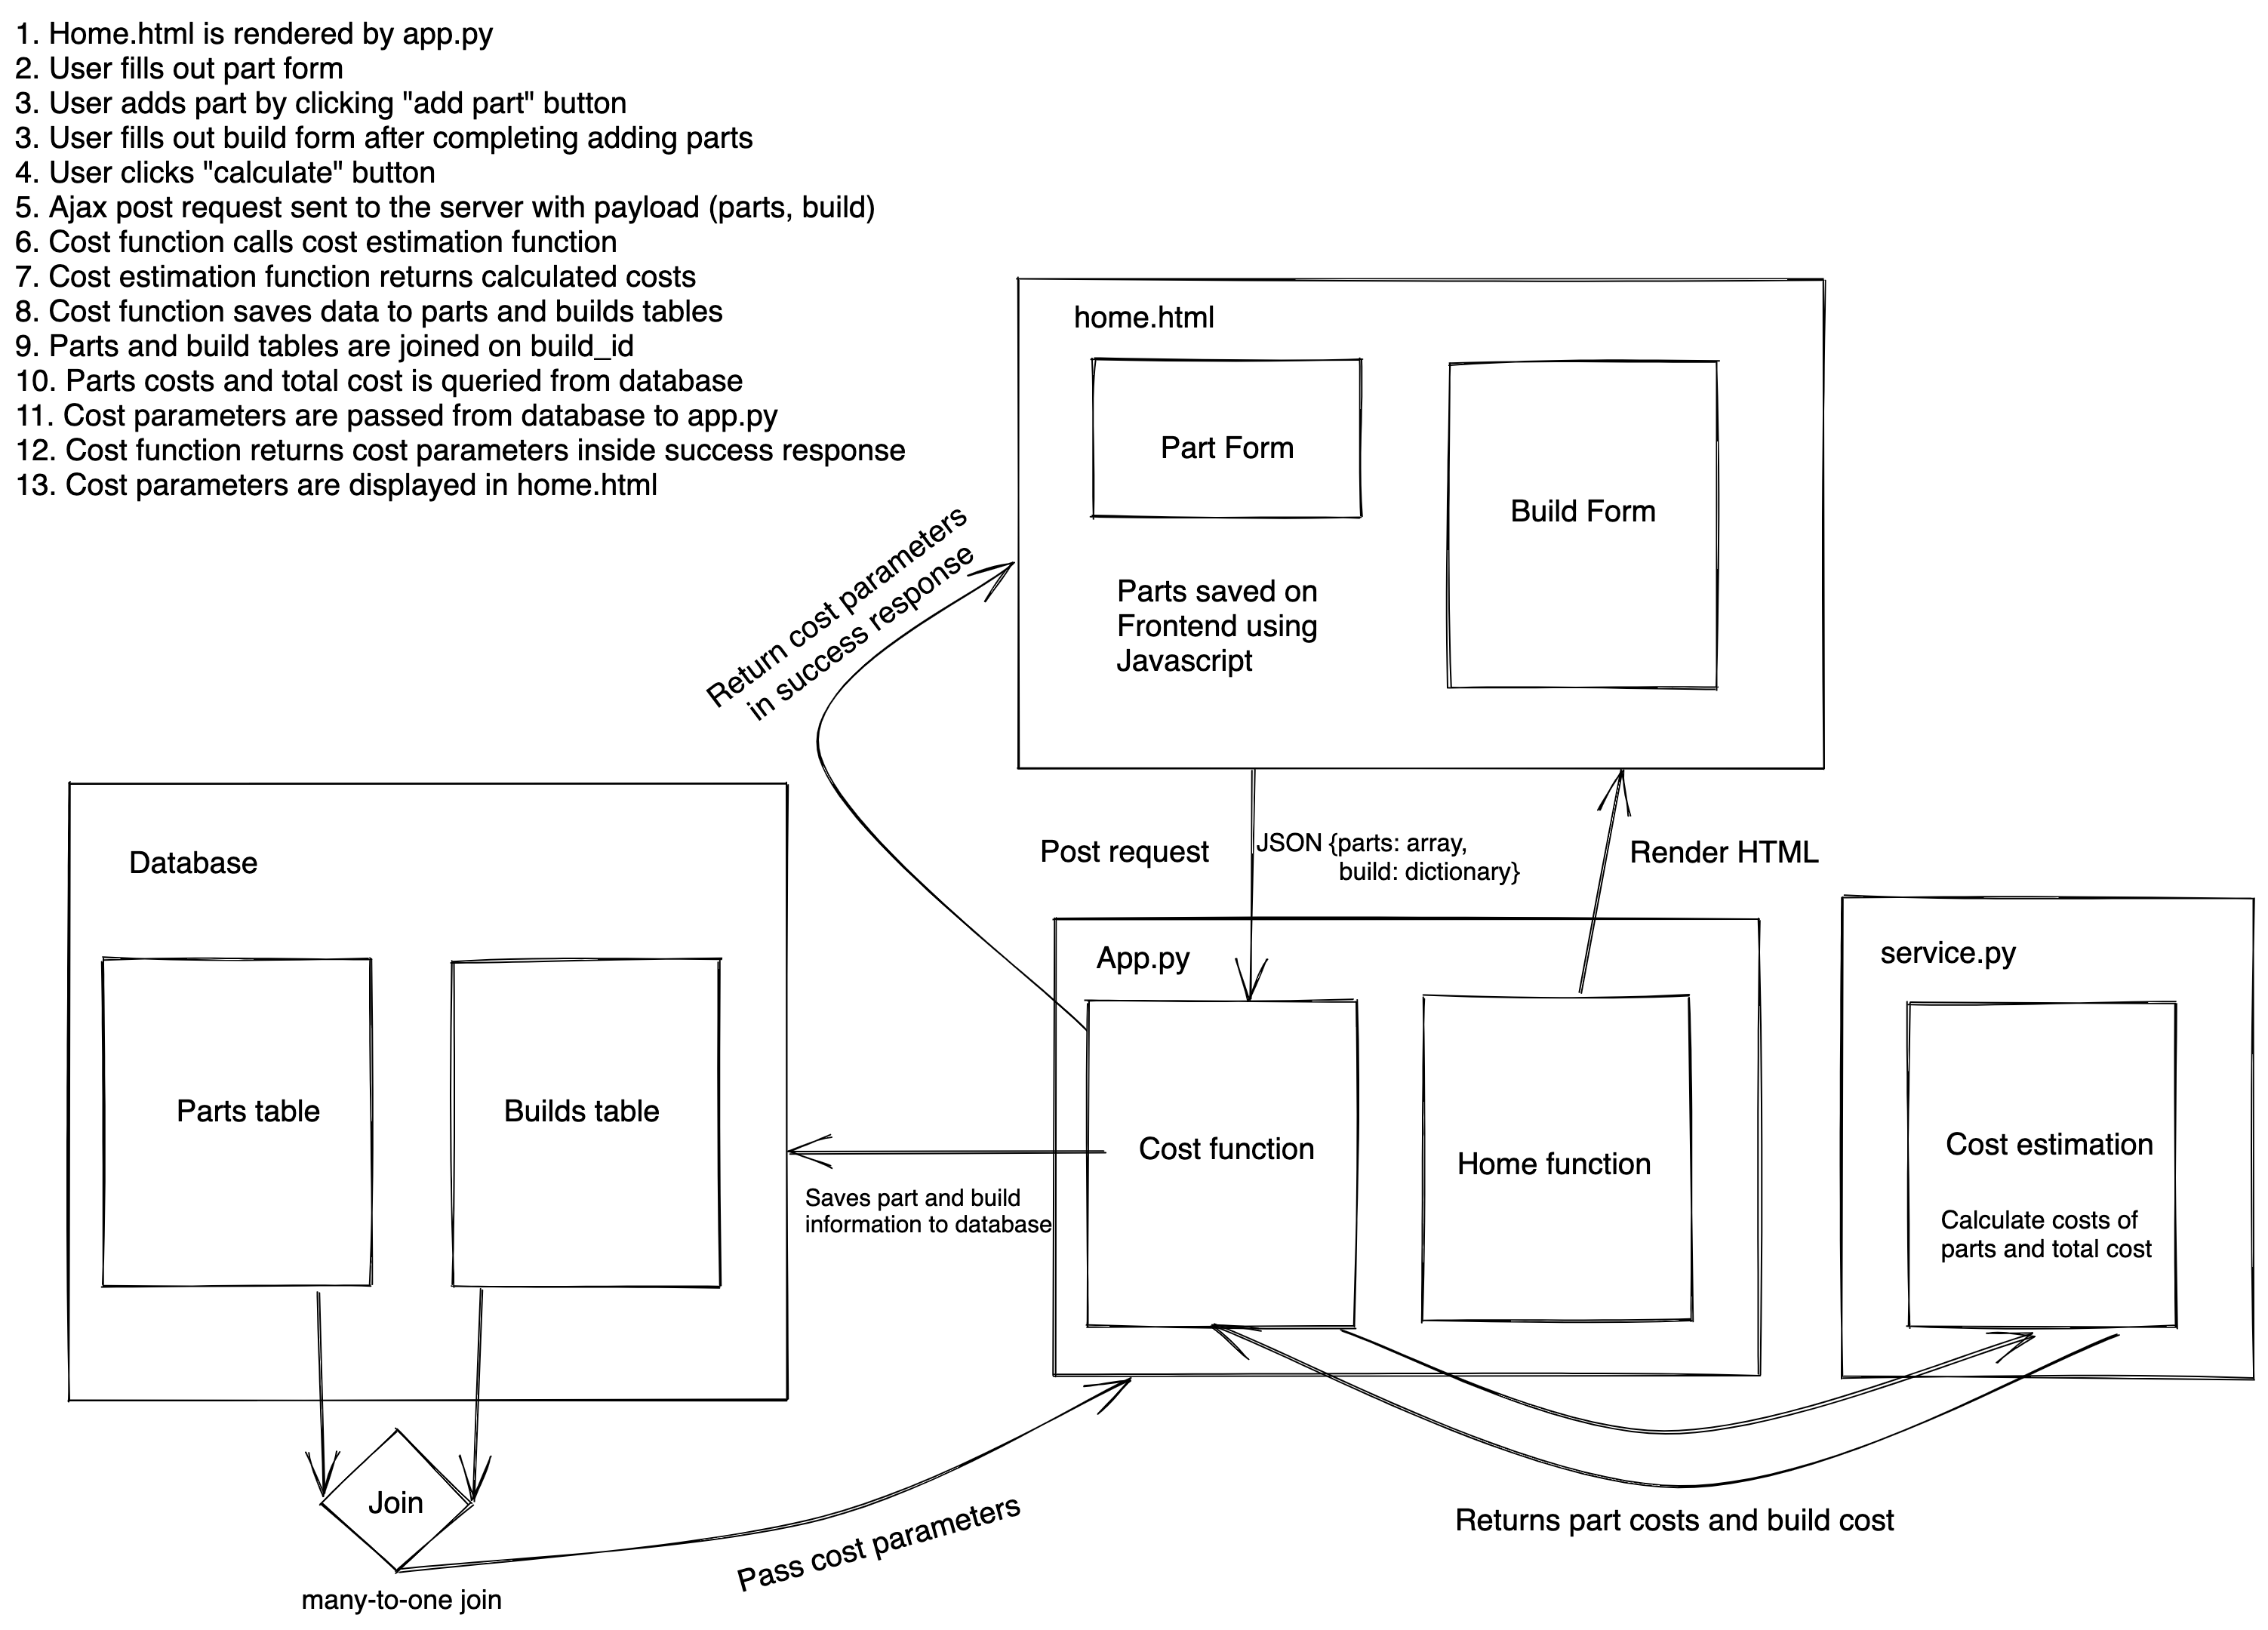 1. Home.html is rendered by app.py
2. User fills out part form
3. User adds part by clicking "add part" button
3. User fills out build form after completing adding parts
4. User clicks "calculate" button
5. Ajax post request sent to the server with payload (parts, build)
6. Cost function calls cost estimation function
7. Cost estimation function returns calculated costs
8. Cost function saves data to parts and builds tables
9. Parts and build tables are joined on build_id
10. Parts costs and total cost is queried from database
11. Cost parameters are passed from database to app.py
12. Cost function returns cost parameters inside success response
13. Cost parameters are displayed in home.html
home.html
Part Form
Build Form
Parts saved on
Frontend using
Javascript
Return cost parameters
in success response
Post request
JSON {parts: array,
build: dictionary}
Render HTML
Database
Parts table
Builds table
App.py
Cost function
Home function
service.py
Cost estimation
Calculate costs of
parts and total cost
Saves part and build
information to database
Join
many-to-one join
Pass cost parameters
Returns part costs and build cost